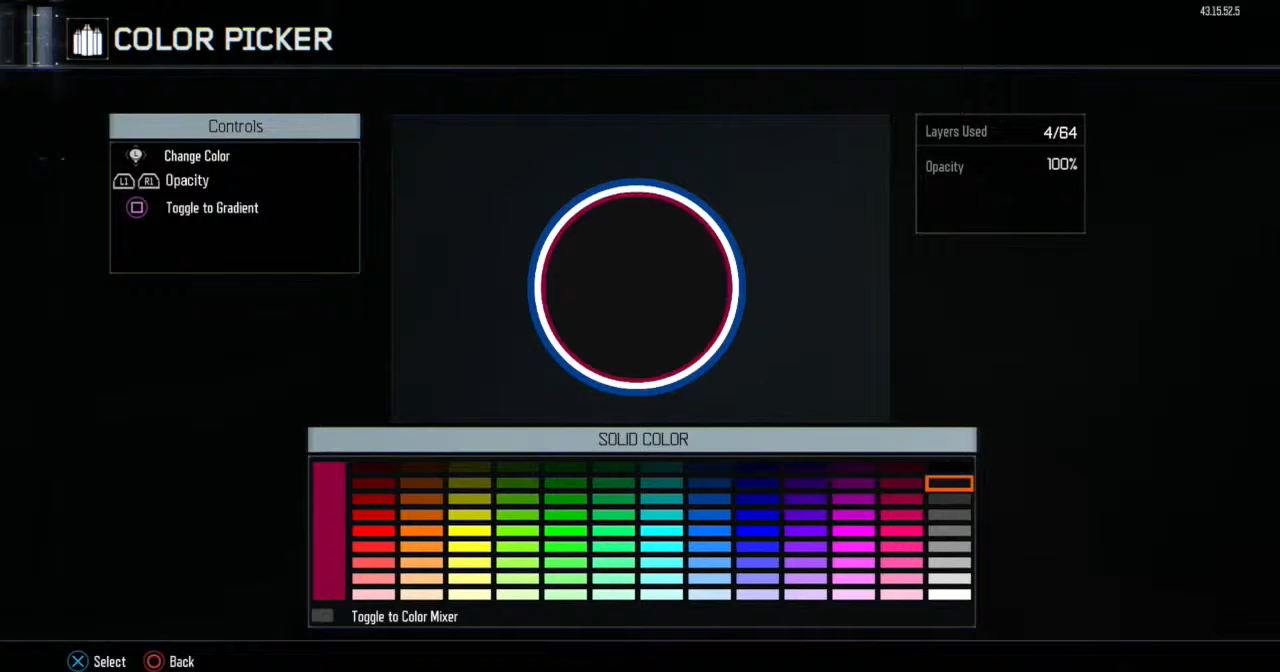 43.15.52.5
COLOR PICKER
Controls
Change Color
L1 R1 Opacity
Toggle to Gradient
Layers Used 4/64
Opacity 100%
SOLID COLOR
Toggle to Color Mixer
Select Back